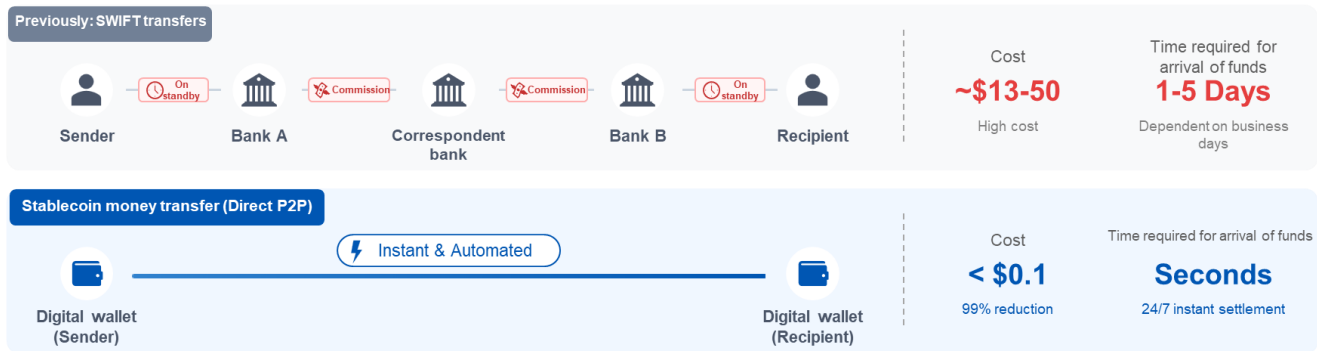 Previously: SWIFT transfers
On
standby
Commission
Commission
On
standby
Sender
Bank A
Correspondent
bank
Bank B
Recipient
Cost
~$13-50
High cost
Time required for
arrival of funds
1-5 Days
Dependent on business
days
Stablecoin money transfer (Direct P2P)
Instant & Automated
Digital wallet
(Sender)
Digital wallet
(Recipient)
Cost
< $0.1
99% reduction
Time required for arrival of funds
Seconds
24/7 instant settlement